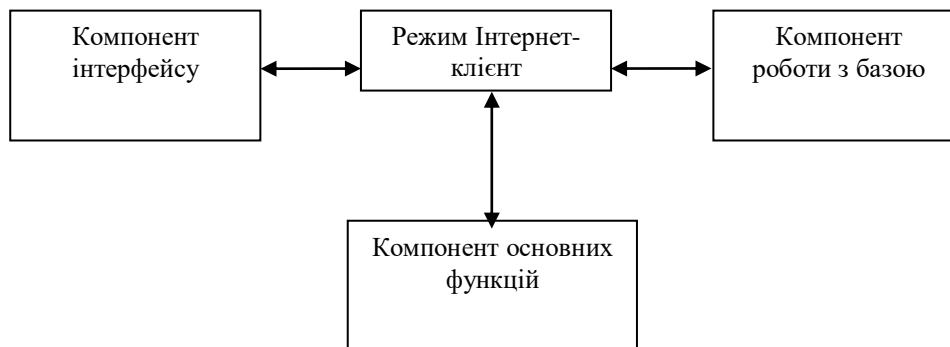 Компонент
інтерфейсу
Режим Інтернет-
клієнт
Компонент
роботи з базою
Компонент основних
функцій